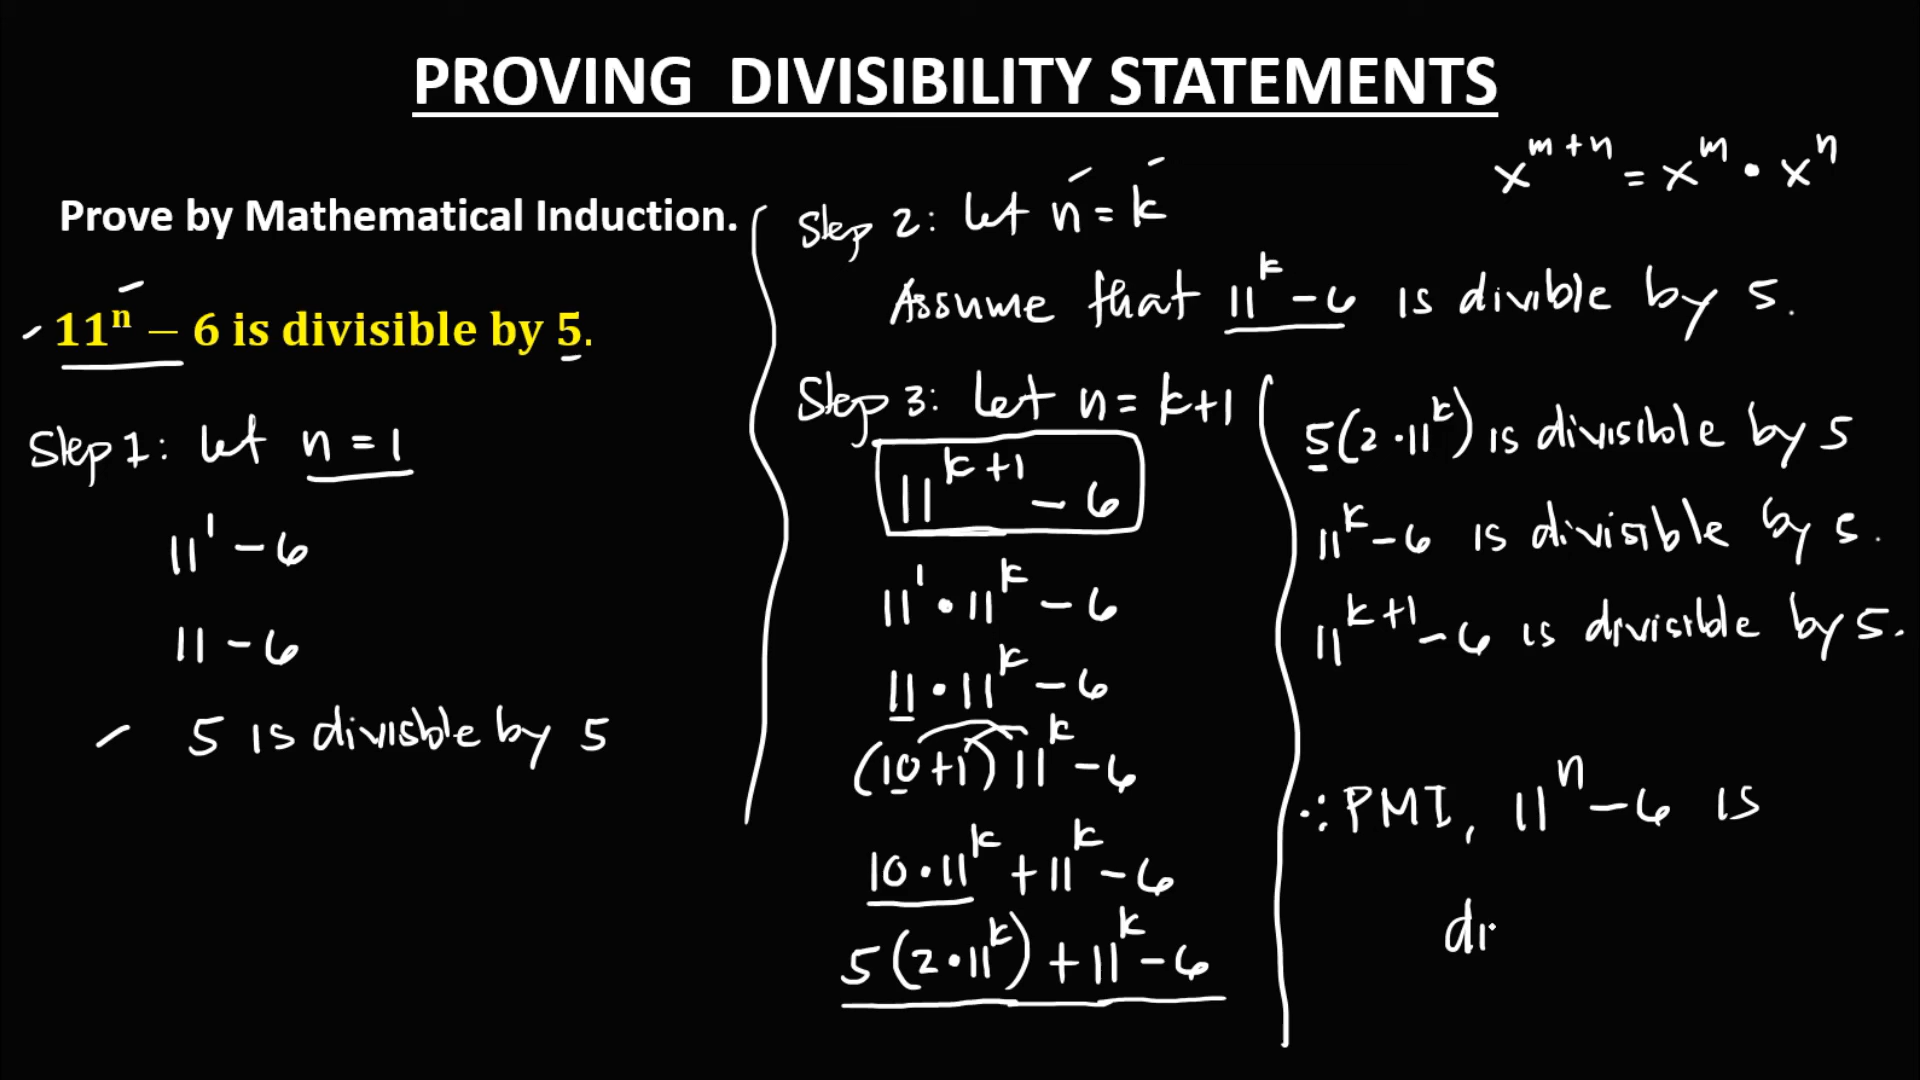 PROVING DIVISIBILITY STATEMENTS
x^{m+n} = x^m • x^n
Prove by Mathematical Induction.
11^n − 6 is divisible by 5.
Step 1: Let n = 1
11^1 − 6
11 − 6
5 is divisble by 5
Step 2: Let n = k
Assume that 11^k − 6 is divible by 5.
Step 3: Let n = k+1
11^{k+1} − 6
11^1 • 11^k − 6
11 • 11^k − 6
(10+1) 11^k − 6
10 • 11^k + 11^k − 6
5(2 • 11^k) + 11^k − 6
5(2 • 11^k) is divisible by 5
11^k − 6 is divisible by 5.
11^{k+1} − 6 is divisible by 5.
∴ PMI, 11^n − 6 is
di